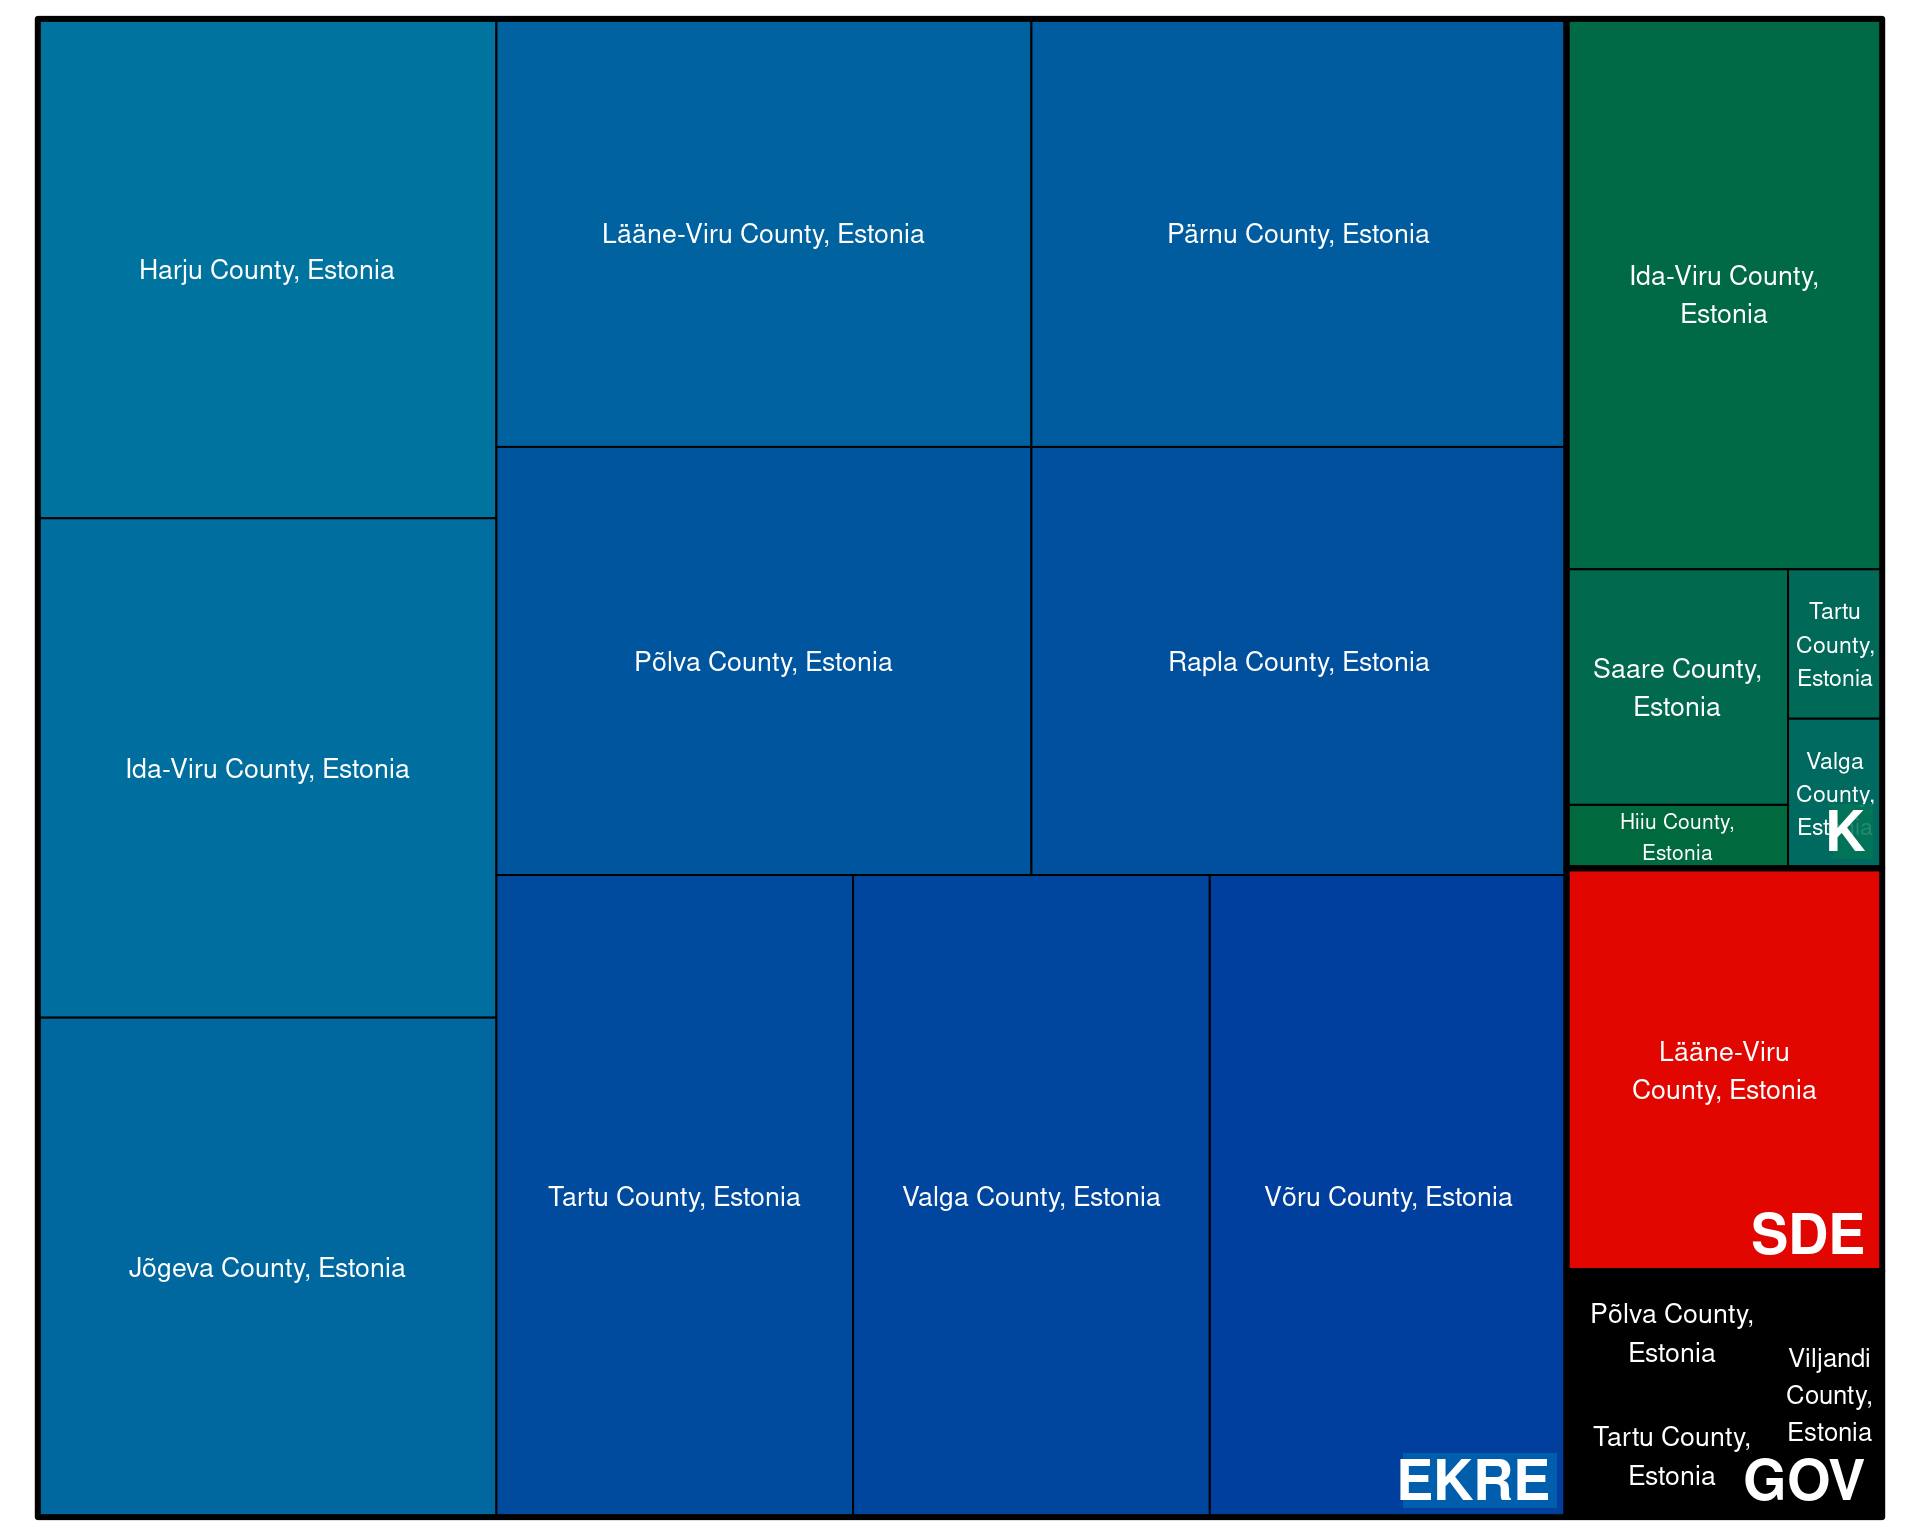 Harju County, Estonia
Ida-Viru County, Estonia
Jõgeva County, Estonia
Lääne-Viru County, Estonia
Pärnu County, Estonia
Põlva County, Estonia
Rapla County, Estonia
Tartu County, Estonia
Valga County, Estonia
Võru County, Estonia
EKRE
Ida-Viru County,
Estonia
Saare County,
Estonia
Hiiu County,
Estonia
Tartu
County,
Estonia
Valga
County,
Estonia
K
Lääne-Viru
County, Estonia
SDE
Põlva County,
Estonia
Tartu County,
Estonia
Viljandi
County,
Estonia
GOV